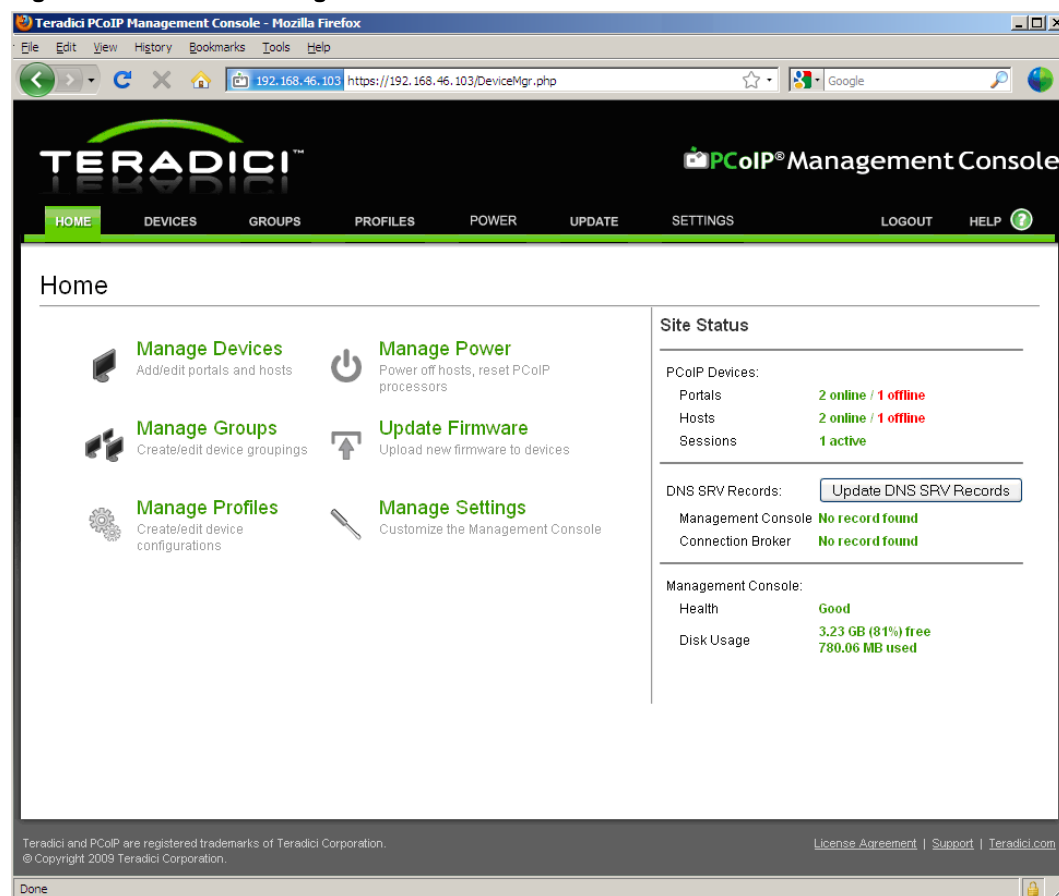 Teradici PCoIP Management Console - Mozilla Firefox
File Edit View History Bookmarks Tools Help
192.168.46.103 https://192.168.46.103/DeviceMgr.php
Google
TERADICI™
PCoIP® Management Console
HOME DEVICES GROUPS PROFILES POWER UPDATE SETTINGS LOGOUT HELP ?
Home
Manage Devices
Add/edit portals and hosts
Manage Power
Power off hosts, reset PCoIP
processors
Manage Groups
Create/edit device groupings
Update Firmware
Upload new firmware to devices
Manage Profiles
Create/edit device
configurations
Manage Settings
Customize the Management Console
Site Status
PCoIP Devices:
Portals 2 online / 1 offline
Hosts 2 online / 1 offline
Sessions 1 active
DNS SRV Records: Update DNS SRV Records
Management Console No record found
Connection Broker No record found
Management Console:
Health Good
Disk Usage 3.23 GB (81%) free
780.06 MB used
Teradici and PCoIP are registered trademarks of Teradici Corporation.
© Copyright 2009 Teradici Corporation.
License Agreement | Support | Teradici.com
Done